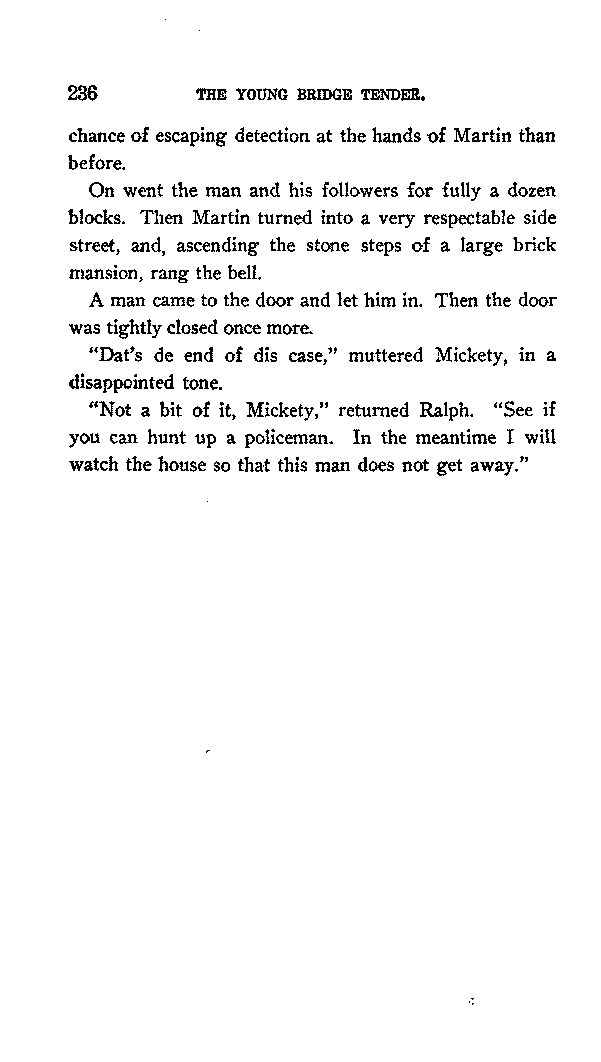 236 THE YOUNG BRIDGE TENDER.
chance of escaping detection at the hands of Martin than
before.
On went the man and his followers for fully a dozen
blocks. Then Martin turned into a very respectable side
street, and, ascending the stone steps of a large brick
mansion, rang the bell.
A man came to the door and let him in. Then the door
was tightly closed once more.
“Dat’s de end of dis case,” muttered Mickety, in a
disappointed tone.
“Not a bit of it, Mickety,” returned Ralph. “See if
you can hunt up a policeman. In the meantime I will
watch the house so that this man does not get away.”